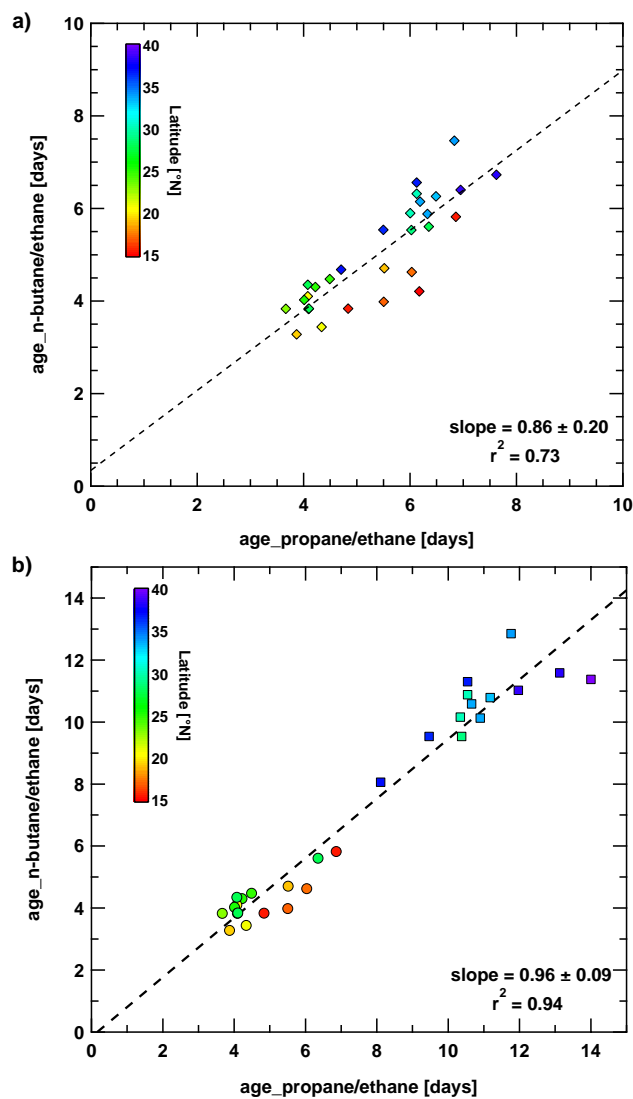 a)
10
8
6
4
2
0
age_n-butane/ethane [days]
40
35
30
25
20
15
Latitude [°N]
slope = 0.86 ± 0.20
r2 = 0.73
0 2 4 6 8 10
age_propane/ethane [days]
b)
14
12
10
8
6
4
2
0
age_n-butane/ethane [days]
40
35
30
25
20
15
Latitude [°N]
slope = 0.96 ± 0.09
r2 = 0.94
0 2 4 6 8 10 12 14
age_propane/ethane [days]